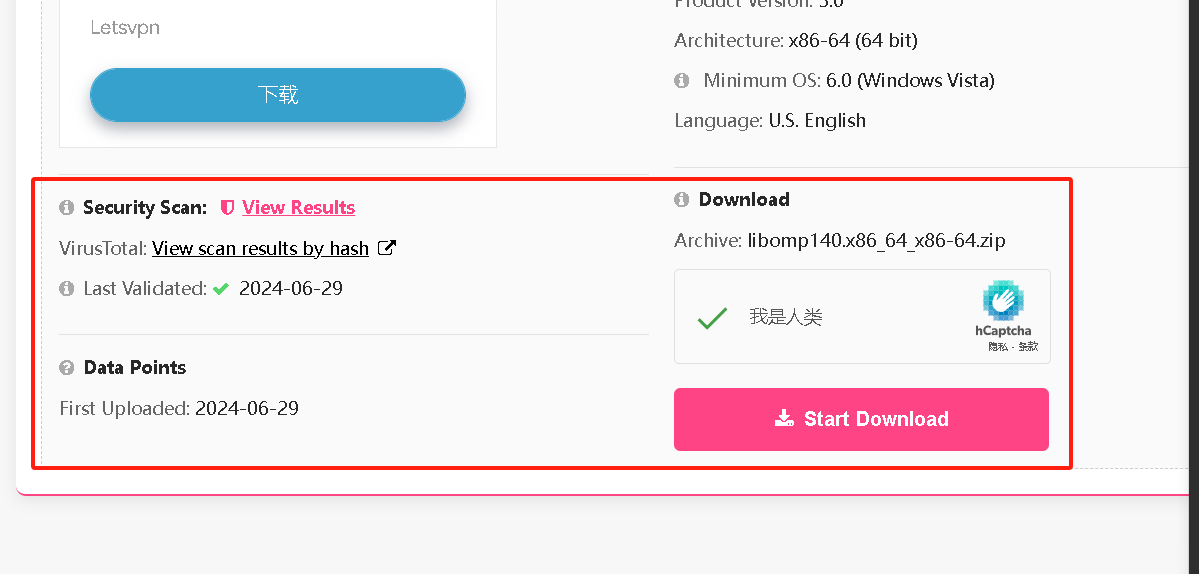 Letsvpn
下载
Product Version: 5.0
Architecture: x86-64 (64 bit)
Minimum OS: 6.0 (Windows Vista)
Language: U.S. English
Security Scan: View Results
VirusTotal: View scan results by hash
Last Validated: 2024-06-29
Data Points
First Uploaded: 2024-06-29
Download
Archive: libomp140.x86_64_x86-64.zip
我是人类
hCaptcha
隐私 - 条款
Start Download